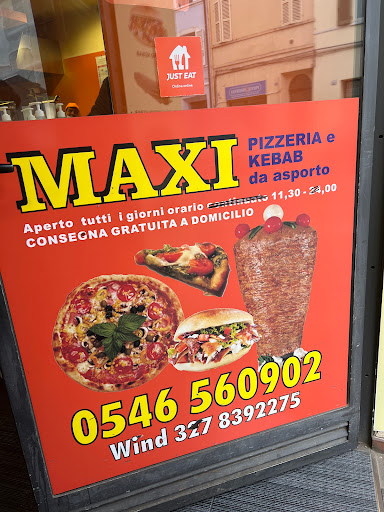 JUST EAT
MAXI
PIZZERIA e
KEBAB
da asporto
Aperto tutti i giorni orario continuato 11,30 - 24,00
CONSEGNA GRATUITA A DOMICILIO
0546 560902
Wind 327 8392275